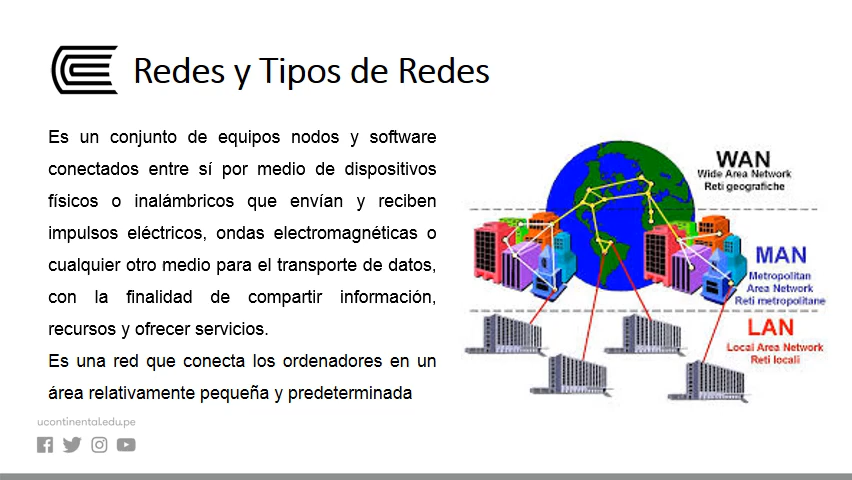 Redes y Tipos de Redes
Es un conjunto de equipos nodos y software
conectados entre sí por medio de dispositivos
físicos o inalámbricos que envían y reciben
impulsos eléctricos, ondas electromagnéticas o
cualquier otro medio para el transporte de datos,
con la finalidad de compartir información,
recursos y ofrecer servicios.
Es una red que conecta los ordenadores en un
área relativamente pequeña y predeterminada
WAN
Wide Area Network
Reti geografiche
MAN
Metropolitan
Area Network
Reti metropolitane
LAN
Local Area Network
Reti locali
ucontinental.edu.pe